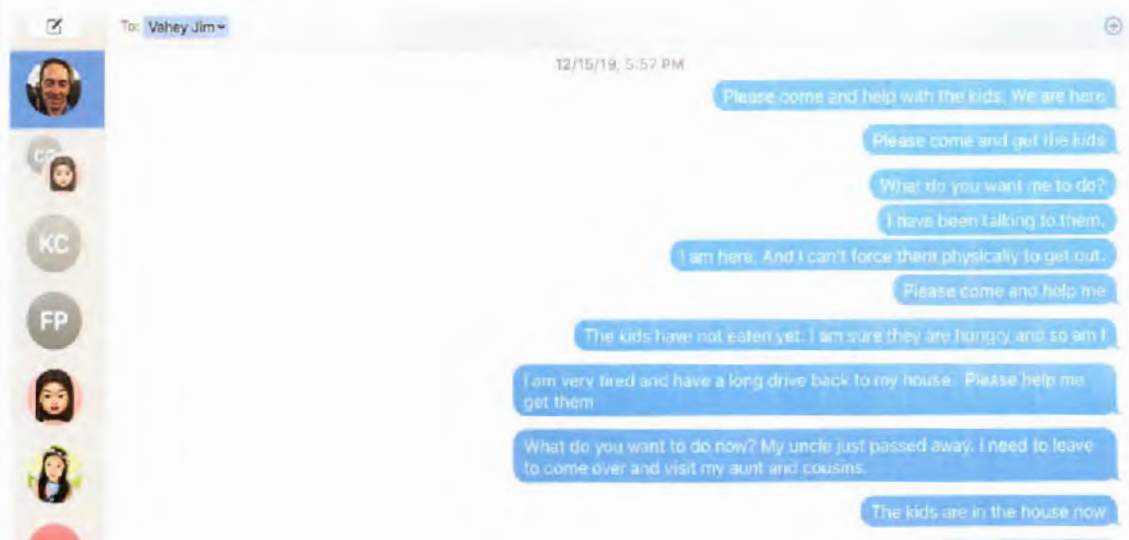 To: Vahey Jim
12/15/19, 5:57 PM
Please come and help with the kids. We are here
Please come and get the kids
What do you want me to do?
I have been talking to them.
I am here. And I can't force them physically to get out.
KC
Please come and help me
FP
The kids have not eaten yet. I am sure they are hungry and so am I
I am very tired and have a long drive back to my house. Please help me
get them
What do you want to do now? My uncle just passed away. I need to leave
to come over and visit my aunt and cousins.
The kids are in the house now